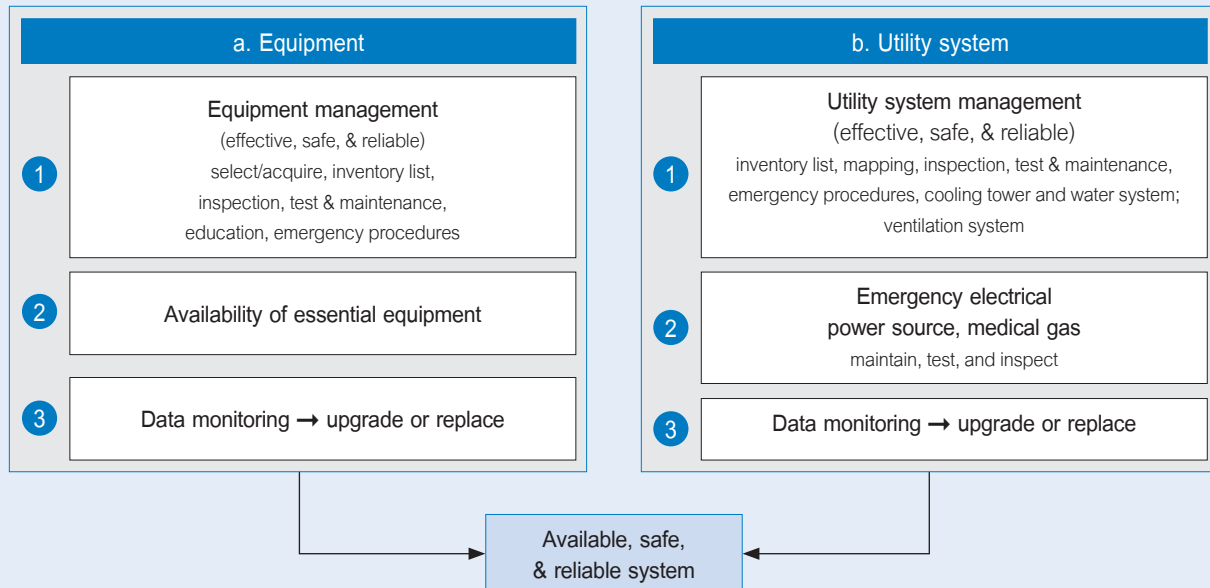 a. Equipment
1
Equipment management
(effective, safe, & reliable)
select/acquire, inventory list,
inspection, test & maintenance,
education, emergency procedures
2
Availability of essential equipment
3
Data monitoring → upgrade or replace
b. Utility system
1
Utility system management
(effective, safe, & reliable)
inventory list, mapping, inspection, test & maintenance,
emergency procedures, cooling tower and water system;
ventilation system
2
Emergency electrical
power source, medical gas
maintain, test, and inspect
3
Data monitoring → upgrade or replace
Available, safe,
& reliable system